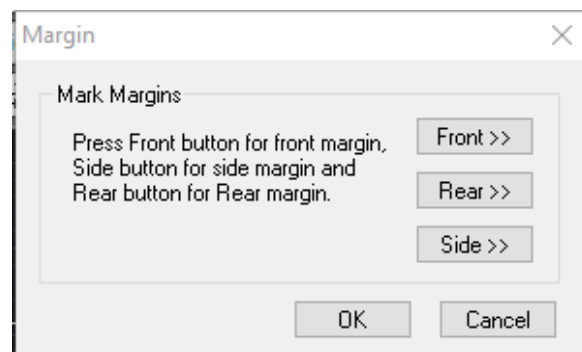 Margin
Mark Margins
Press Front button for front margin,
Side button for side margin and
Rear button for Rear margin.
Front >>
Rear >>
Side >>
OK
Cancel